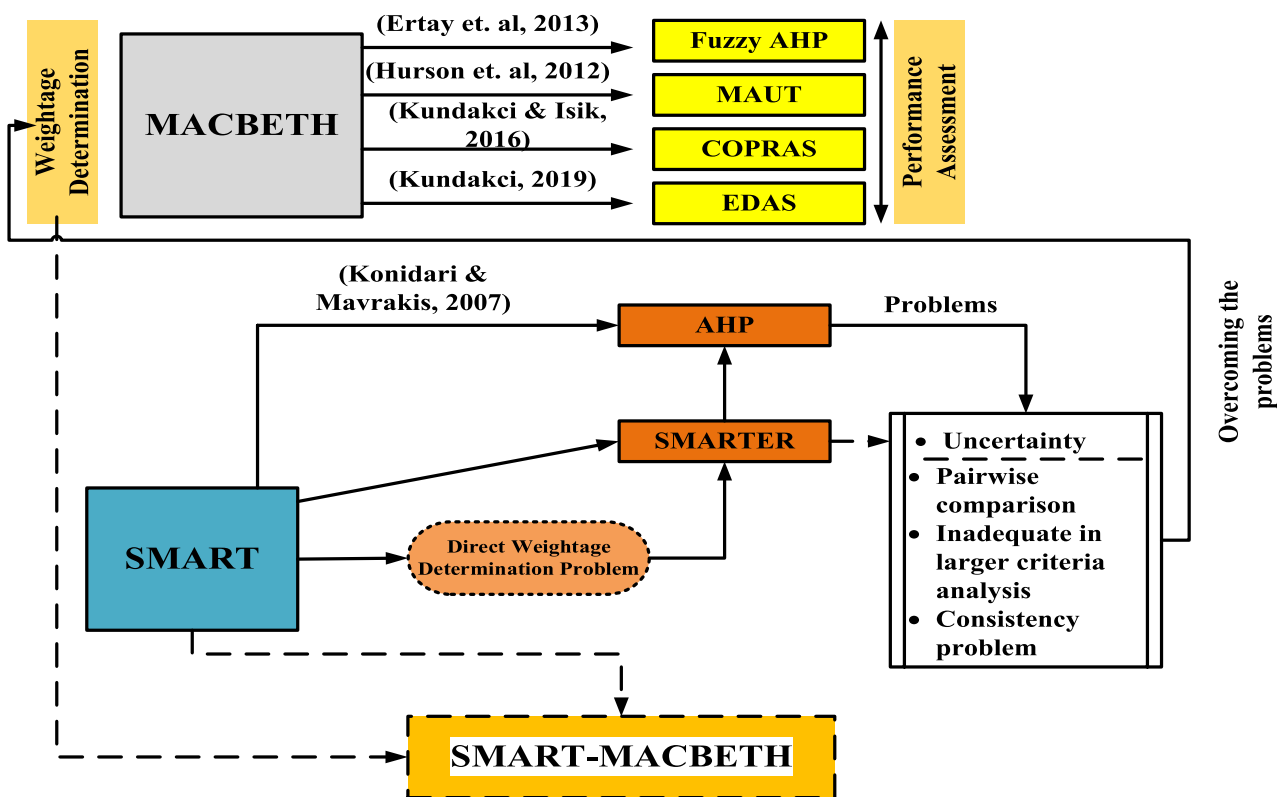 Weightage
Determination
MACBETH
(Ertay et. al, 2013)
(Hurson et. al, 2012)
(Kundakci & Isik,
2016)
(Kundakci, 2019)
Fuzzy AHP
MAUT
COPRAS
EDAS
Performance
Assessment
(Konidari &
Mavrakis, 2007)
AHP
Problems
Overcoming the
problems
SMARTER
• Uncertainty
• Pairwise
comparison
• Inadequate in
larger criteria
analysis
• Consistency
problem
SMART
Direct Weightage
Determination Problem
SMART-MACBETH